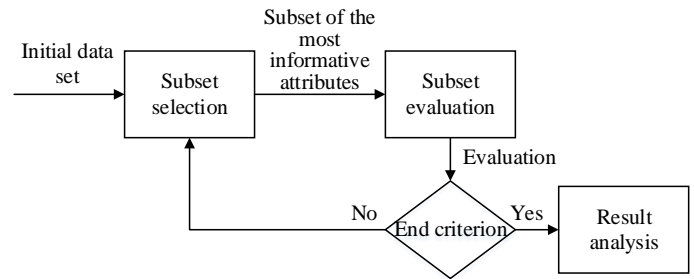 Initial data
set
Subset
selection
Subset of the
most
informative
attributes
Subset
evaluation
Evaluation
No
End criterion
Yes
Result
analysis